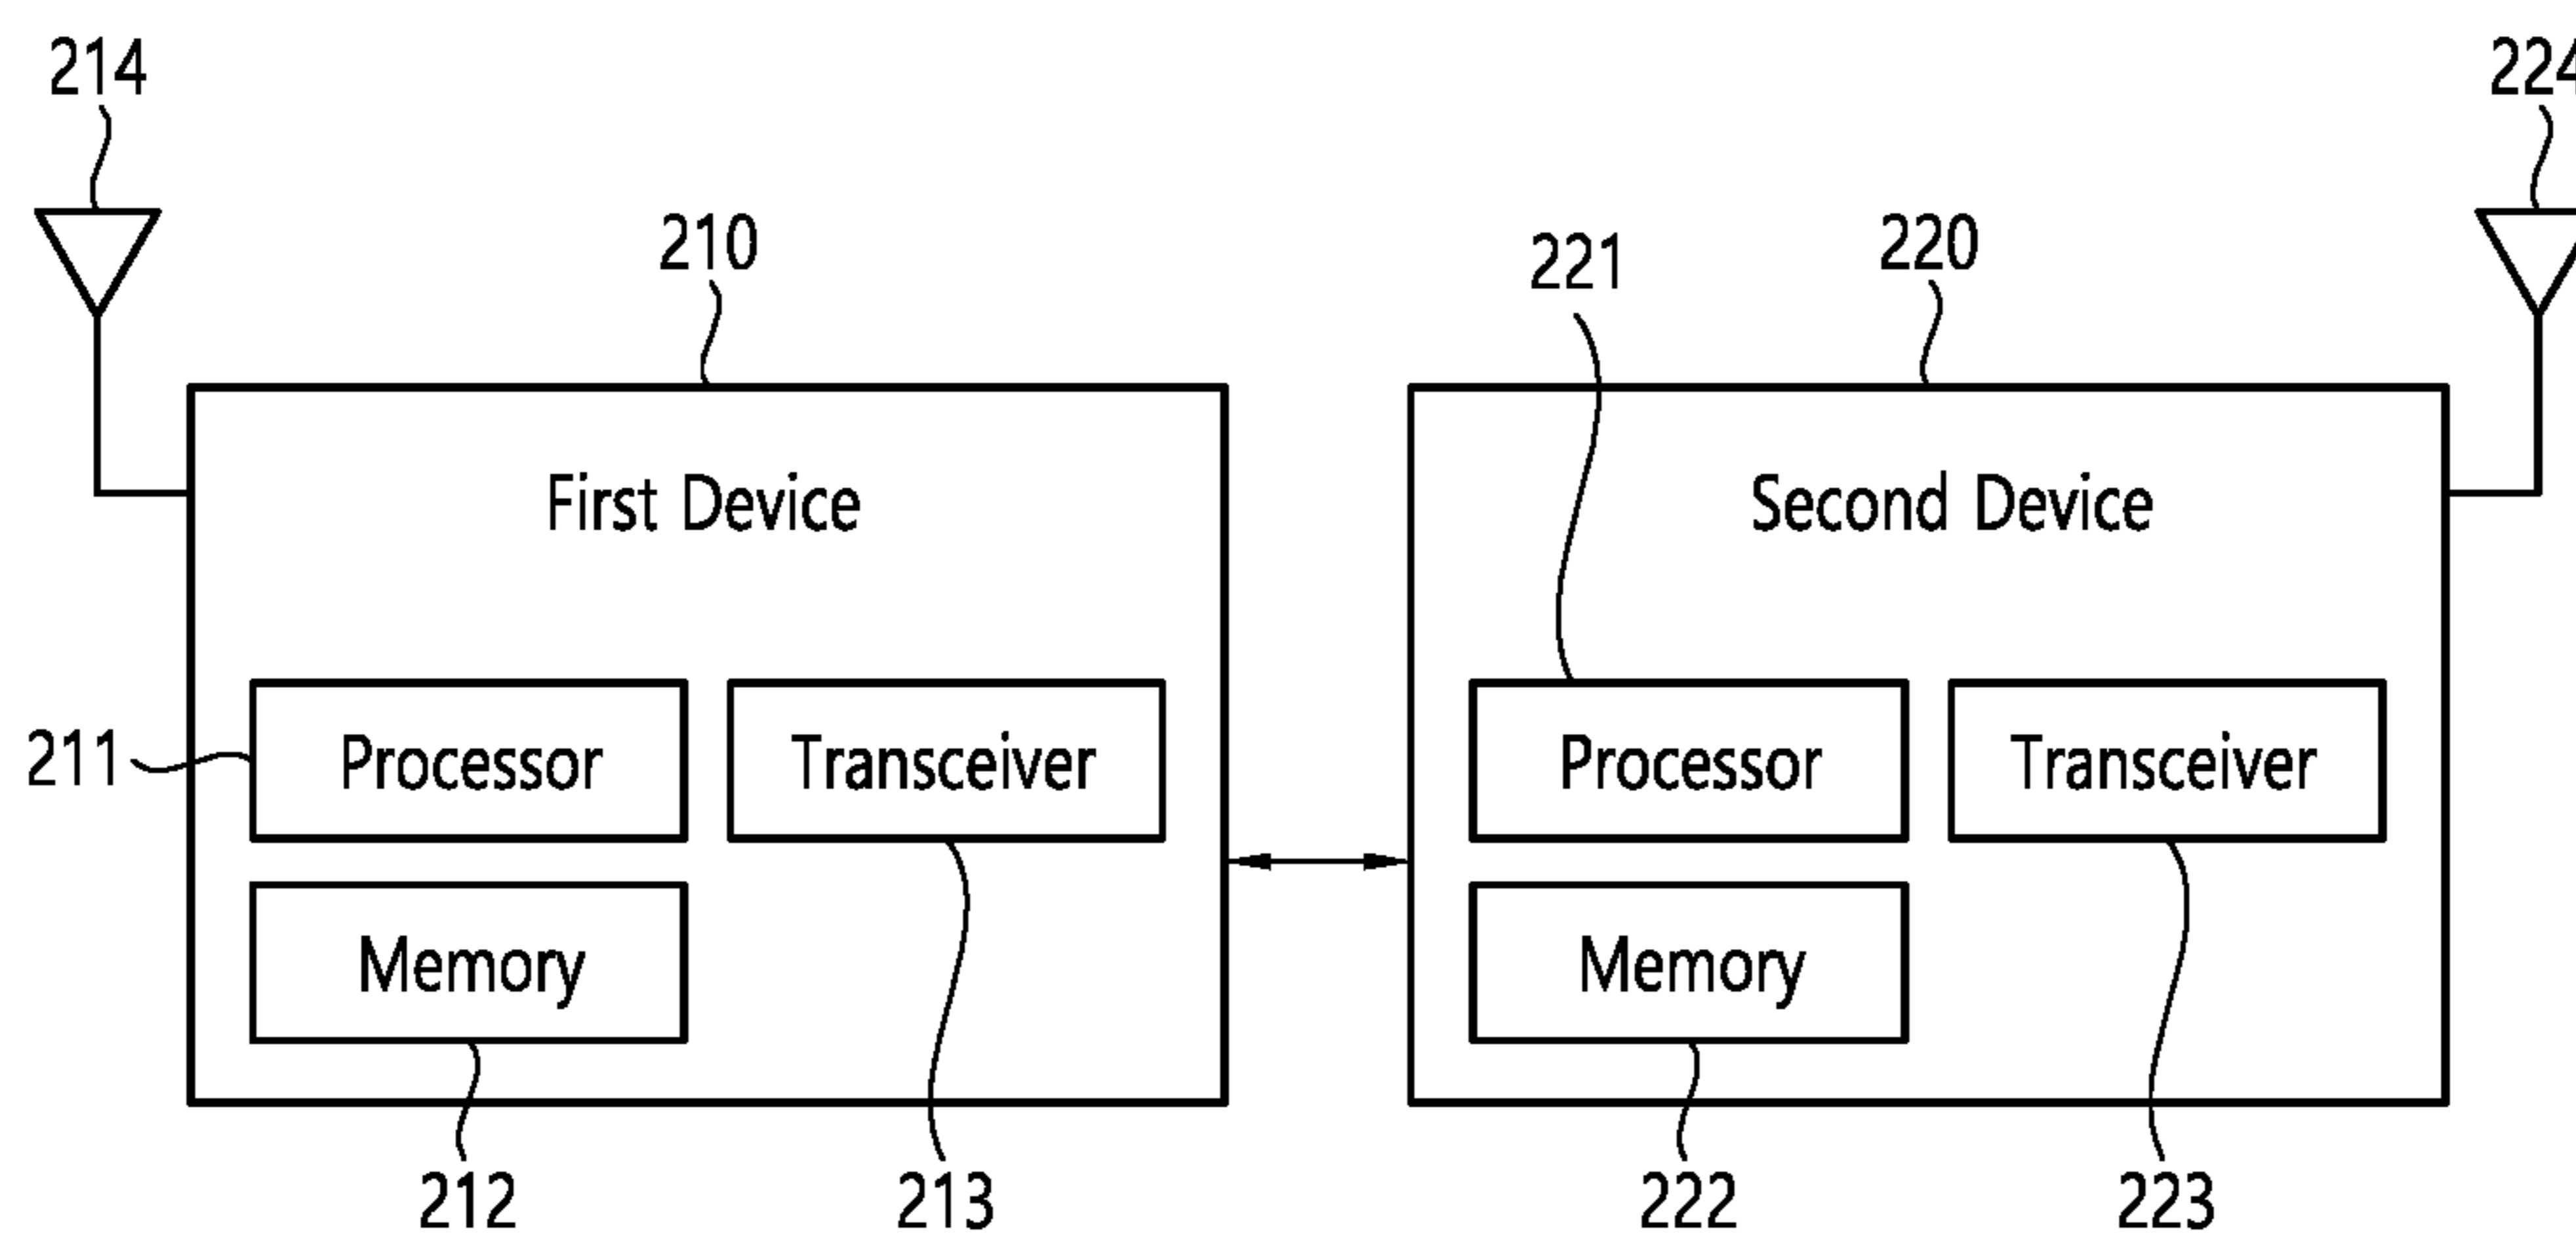 214
224
210
221
220
First Device
Second Device
211
Processor
Transceiver
Processor
Transceiver
Memory
Memory
212
213
222
223